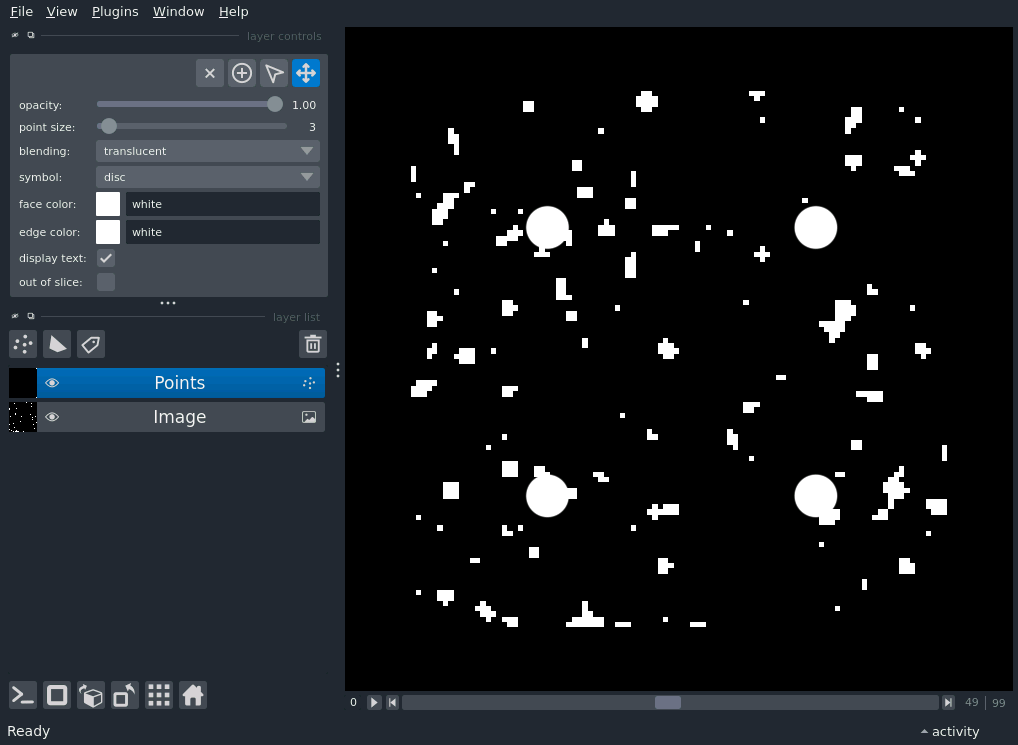 File View Plugins Window Help
layer controls
opacity: 1.00
point size: 3
blending: translucent
symbol: disc
face color: white
edge color: white
display text:
out of slice:
layer list
Points
Image
0 49 99
Ready activity